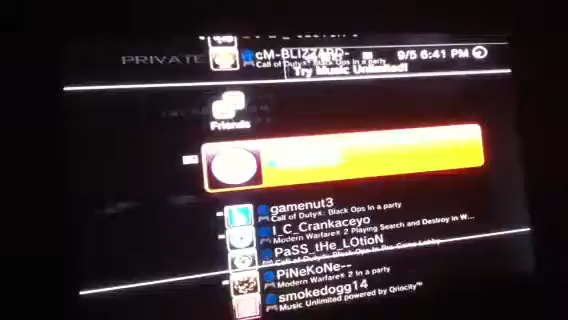 PRIVATE
cM-BLIZZARD-
Call of Duty®: Black Ops In a party
9/5 6:41 PM
Try Music Unlimited!
Friends
gamenut3
Call of Duty®: Black Ops In a party
I_C_Crankaceyo
Modern Warfare® 2 Playing Search and Destroy in W...
PaSS_tHe_LOtioN
Call of Duty®: Black Ops In Pre-Game Lobby
PiNeKoNe--
Modern Warfare® 2 In a party
smokedogg14
Music Unlimited powered by Qriocity™